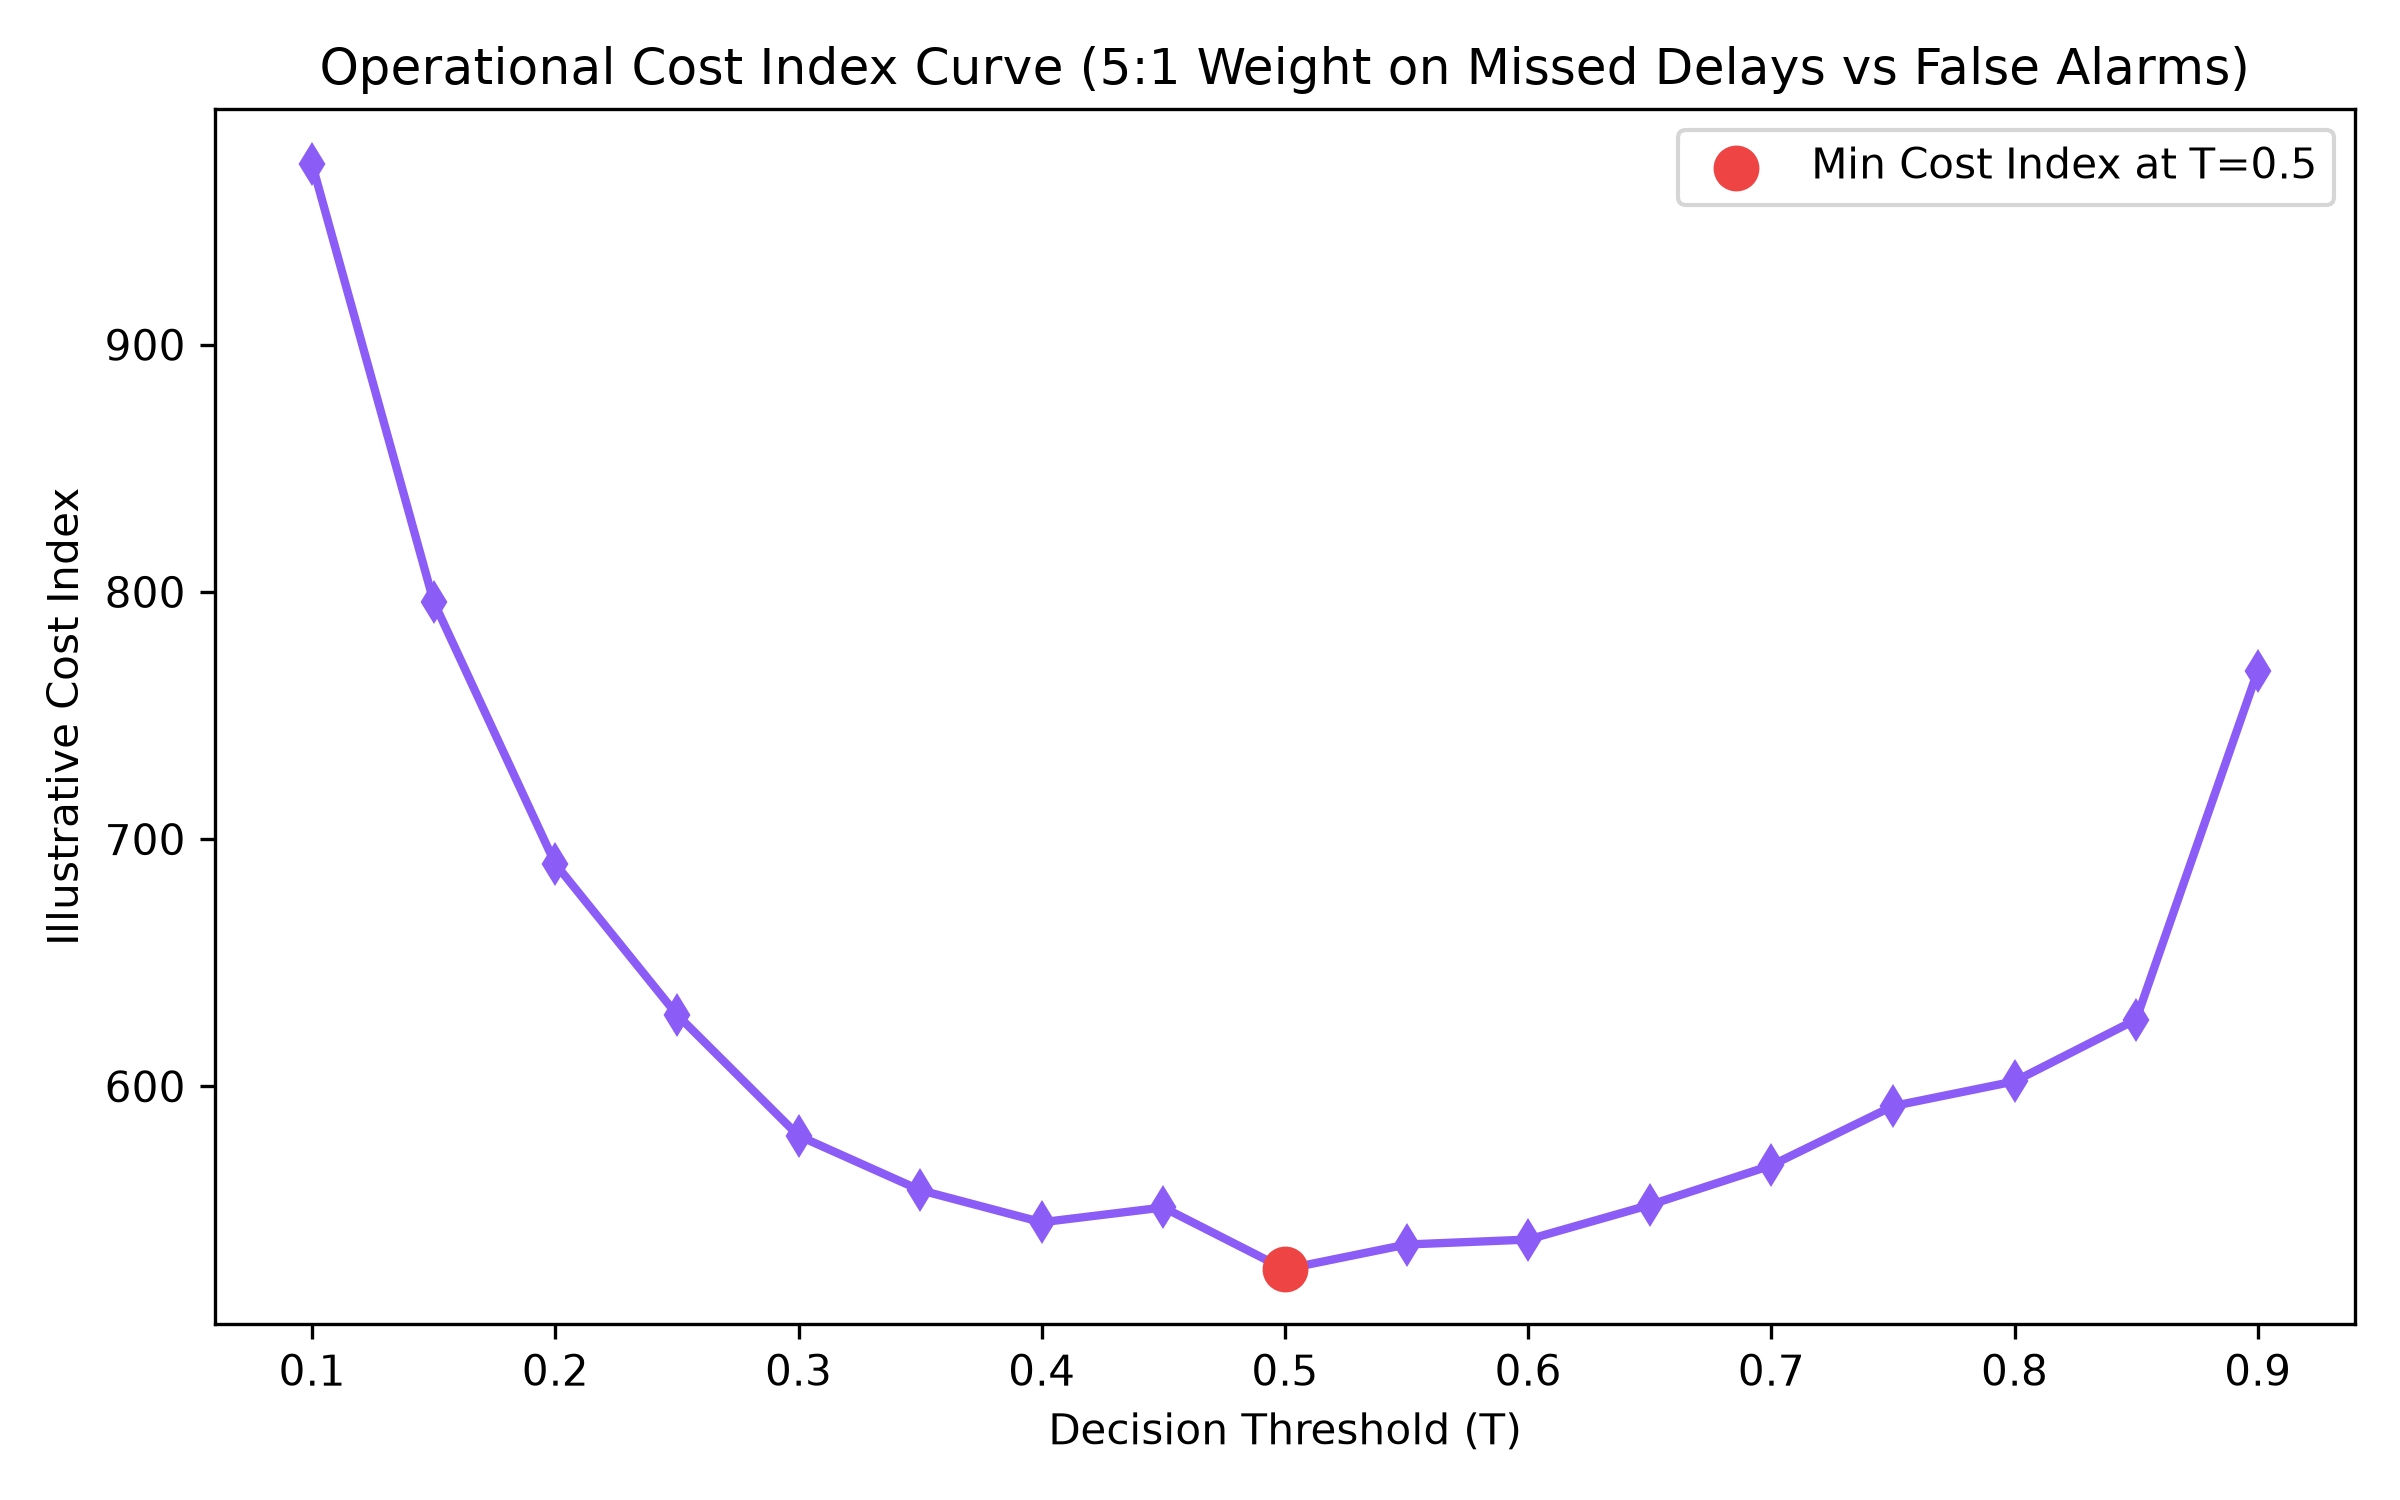 Operational Cost Index Curve (5:1 Weight on Missed Delays vs False Alarms)
Min Cost Index at T=0.5
Illustrative Cost Index
900
800
700
600
0.1 0.2 0.3 0.4 0.5 0.6 0.7 0.8 0.9
Decision Threshold (T)